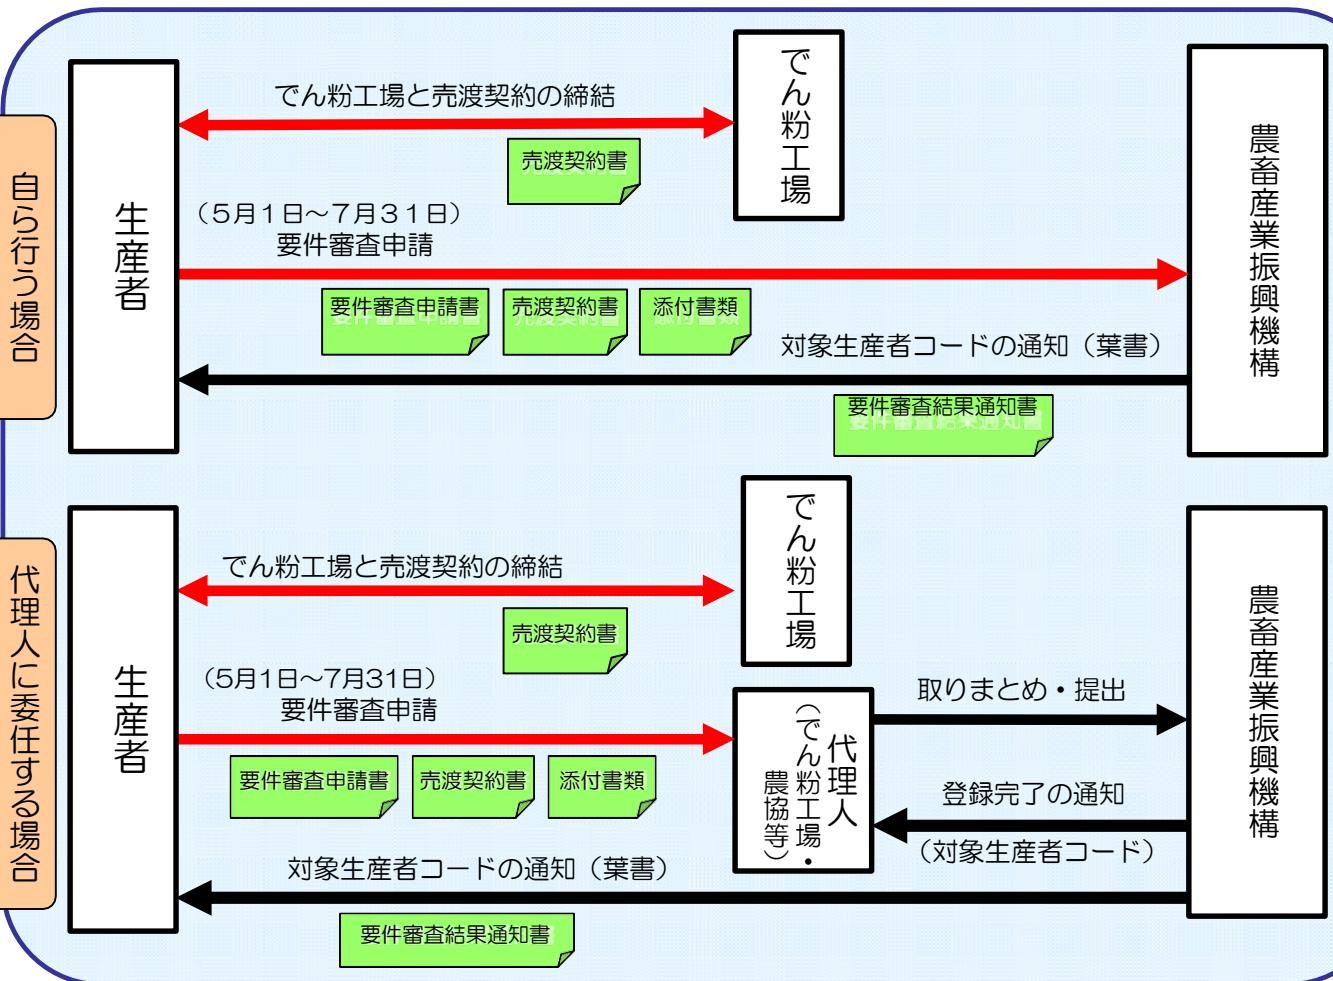 自ら行う場合
生産者
でん粉工場と売渡契約の締結
売渡契約書
でん粉工場
農畜産業振興機構
（５月１日～７月３１日）
要件審査申請
要件審査申請書
売渡契約書
添付書類
対象生産者コードの通知（葉書）
要件審査結果通知書
代理人に委任する場合
生産者
でん粉工場と売渡契約の締結
売渡契約書
でん粉工場
農畜産業振興機構
（５月１日～７月31日）
要件審査申請
要件審査申請書
売渡契約書
添付書類
代理人
（でん粉工場・
農協等）
取りまとめ・提出
登録完了の通知
（対象生産者コード）
対象生産者コードの通知（葉書）
要件審査結果通知書